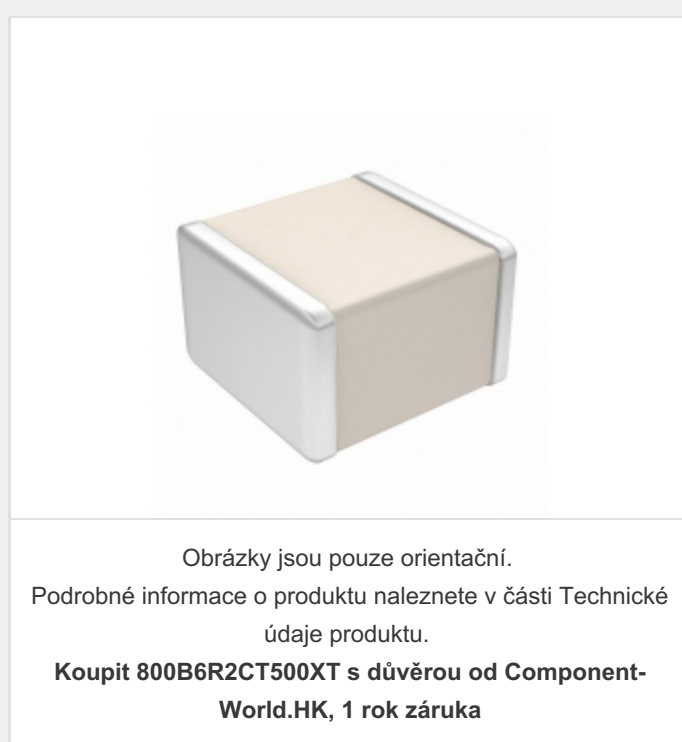 Obrázky jsou pouze orientační.
Podrobné informace o produktu naleznete v části Technické
údaje produktu.
Koupit 800B6R2CT500XT s důvěrou od Component-
World.HK, 1 rok záruka